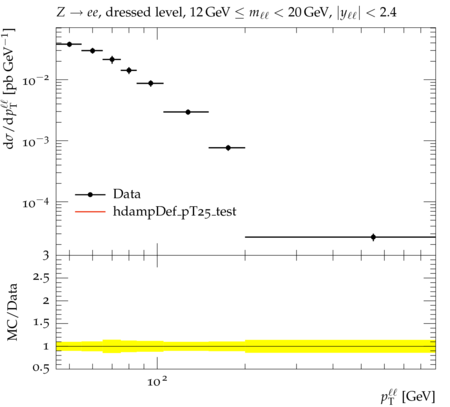 Z → ee, dressed level, 12 GeV ≤ mℓℓ < 20 GeV, |yℓℓ| < 2.4
dσ/dp_T^ℓℓ [pb GeV⁻¹]
10⁻²
10⁻³
10⁻⁴
Data
hdampDef_pT25_test
MC/Data
3
2.5
2
1.5
1
0.5
10²
p_T^ℓℓ [GeV]